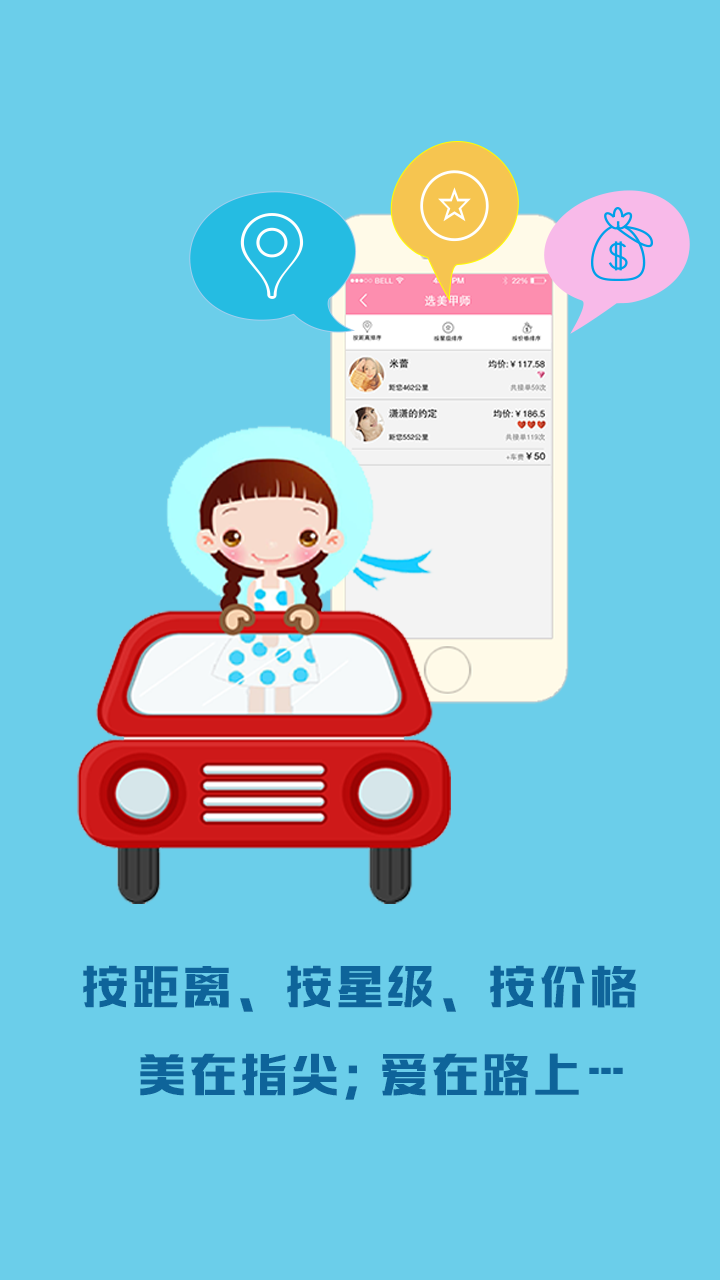 BELL 22%
选美甲师
按距离排序 按星级排序 按价格排序
米蕾 均价:¥117.58
距您462公里 共接单59次
潇潇的约定 均价:¥186.5
距您552公里 共接单119次
+车费¥50
按距离、按星级、按价格
美在指尖;爱在路上…